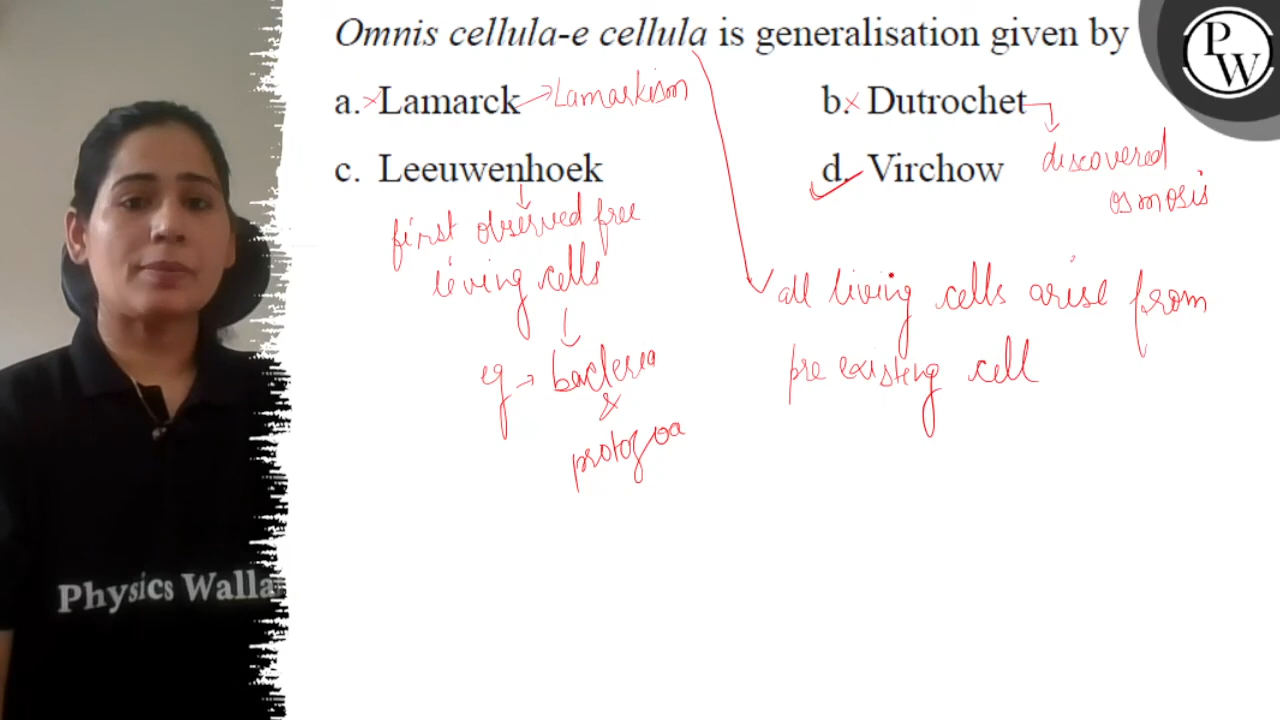 Omnis cellula-e cellula is generalisation given by
a. Lamarck → Lamarkism
b. Dutrochet
discovered
osmosis
c. Leeuwenhoek
d. Virchow
first observed free
living cells
eg → bacteria
&
protozoa
all living cells arise from
pre existing cell
PW
Physics Walla